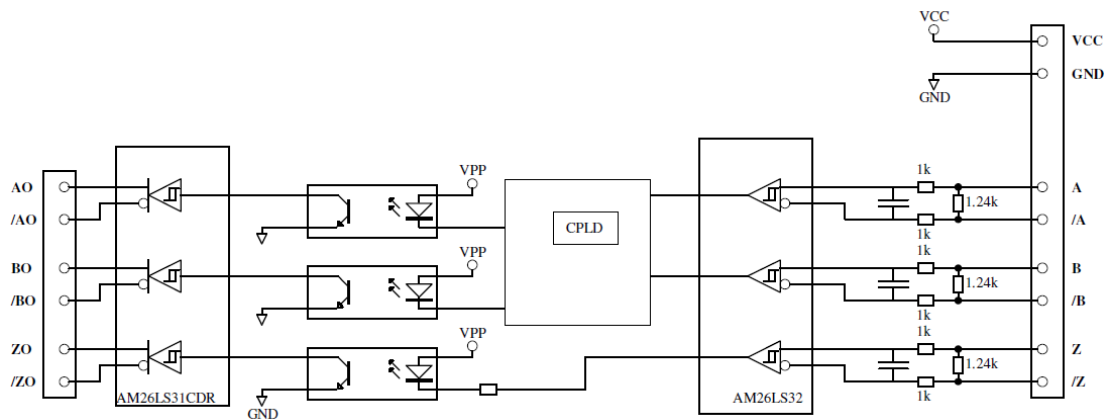 VCC
VCC
GND
GND
VPP
1k
AO
A
1.24k
/AO
CPLD
/A
1k
1k
VPP
BO
B
1.24k
/BO
/B
1k
1k
VPP
ZO
Z
1.24k
/ZO
/Z
AM26LS31CDR
AM26LS32
1k
GND